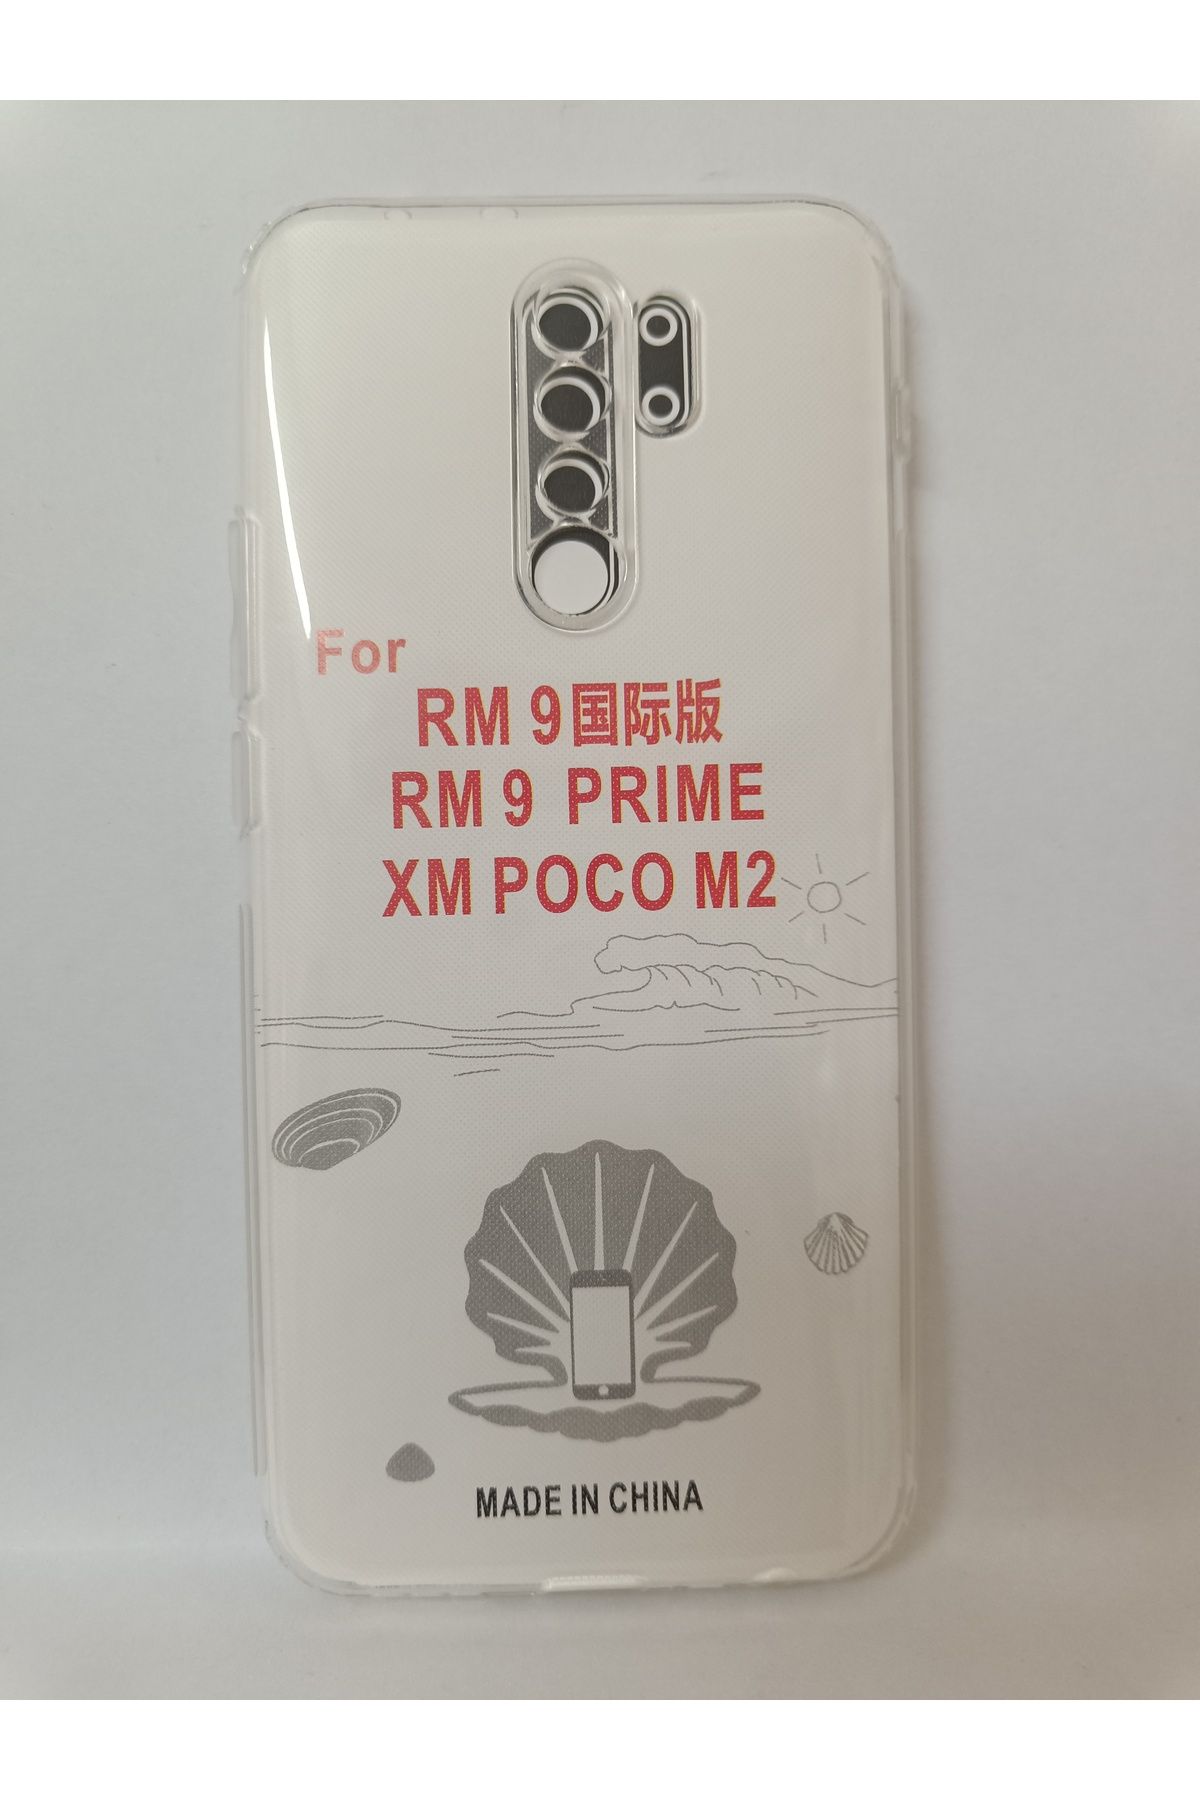 For
RM 9国际版
RM 9 PRIME
XM POCO M2
MADE IN CHINA